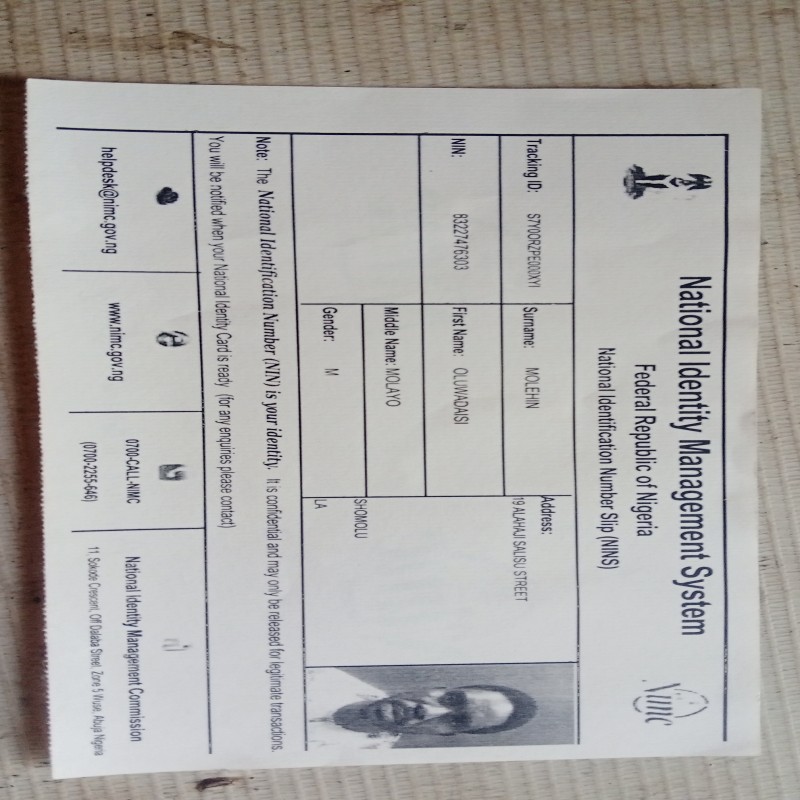 National Identity Management System
Federal Republic of Nigeria
National Identification Number Slip (NINS)
nimc
Tracking ID: S7Y0ORZPE000XYI
Surname: MOLEHIN
Address:
19 ALAHAJI SALISU STREET
NIN: 83227476303
First Name: OLUWADAISI
Middle Name: MOLAYO
SHOMOLU
Gender: M
LA
Note: The National Identification Number (NIN) is your identity. It is confidential and may only be released for legitimate transactions.
You will be notified when your National Identity Card is ready (for any enquiries please contact)
helpdesk@nimc.gov.ng
www.nimc.gov.ng
0700-CALL-NIMC
(0700-2255-646)
National Identity Management Commission
11, Sokode Crescent, Off Dalaba Street, Zone 5 Wuse, Abuja Nigeria